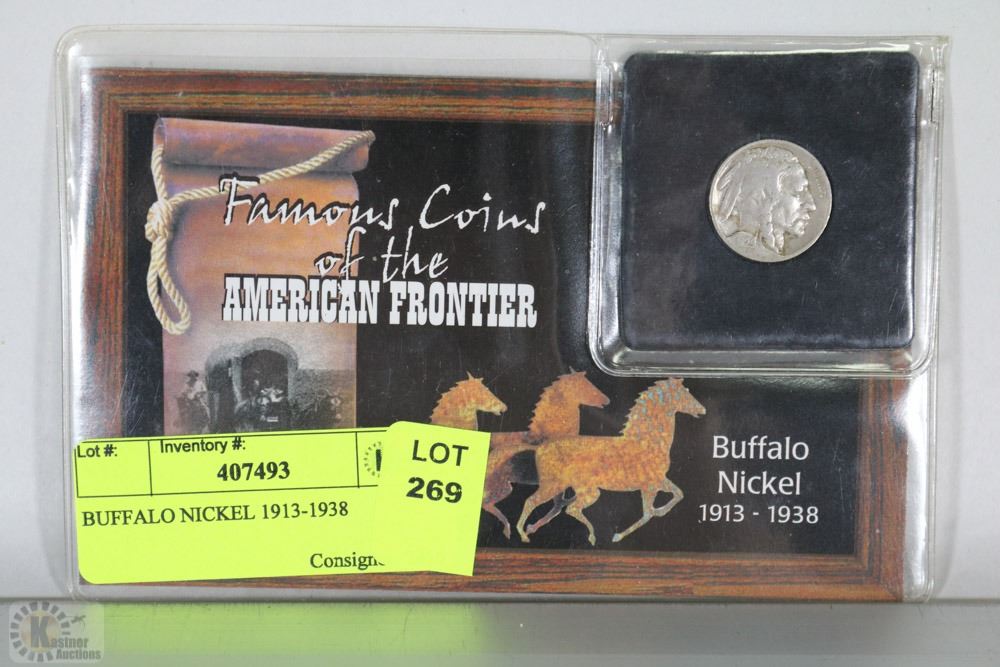 Famous Coins
of the
AMERICAN FRONTIER
Buffalo
Nickel
1913 - 1938
Lot #:
Inventory #:
407493
LOT
269
BUFFALO NICKEL 1913-1938
Consign
Kastner
Auctions